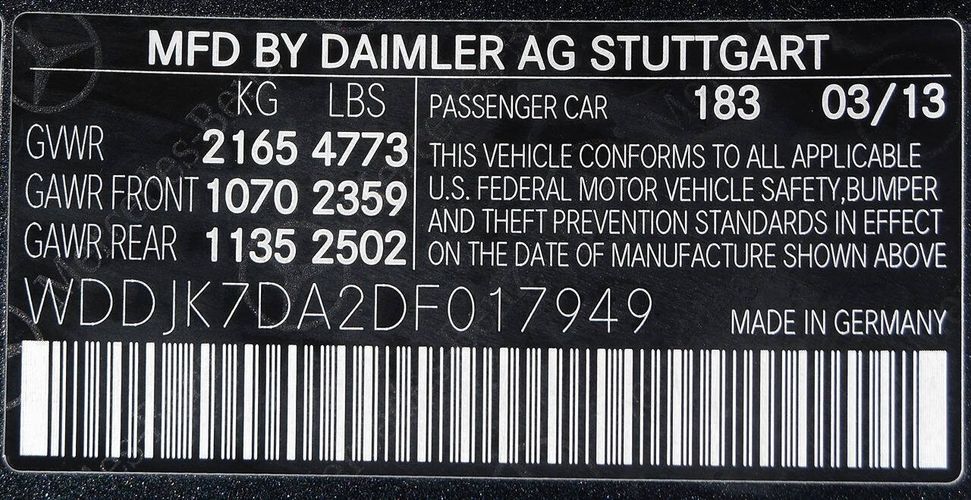 MFD BY DAIMLER AG STUTTGART
KG LBS
GVWR 2165 4773
GAWR FRONT 1070 2359
GAWR REAR 1135 2502
PASSENGER CAR 183 03/13
THIS VEHICLE CONFORMS TO ALL APPLICABLE
U.S. FEDERAL MOTOR VEHICLE SAFETY,BUMPER
AND THEFT PREVENTION STANDARDS IN EFFECT
ON THE DATE OF MANUFACTURE SHOWN ABOVE
WDDJK7DA2DF017949
MADE IN GERMANY